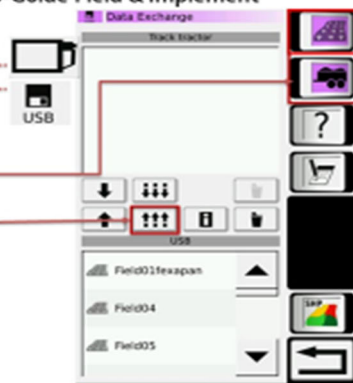 Guide Field & Implement
Data Exchange
Track tractor
USB
?
i
USB
Field01fexapan
Field04
Field05
SHP